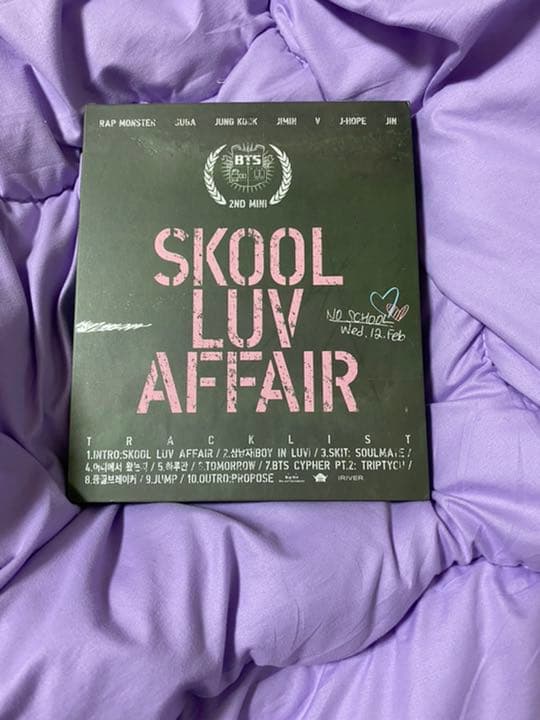 RAP MONSTER SUGA JUNG KOOK JIMIN V J-HOPE JIN
BTS
2ND MINI
SKOOL
LUV
AFFAIR
NO SCHOOL
Wed. 12. Feb
TRACKLIST
1.INTRO:SKOOL LUV AFFAIR / 2.상남자(BOY IN LUV) / 3.SKIT: SOULMATE /
4.어디에서 왔는지 / 5.하루만 / 6.TOMORROW / 7.BTS CYPHER PT.2: TRIPTYCH /
8.등골브레이커 / 9.JUMP / 10.OUTRO:PROPOSE IRIVER